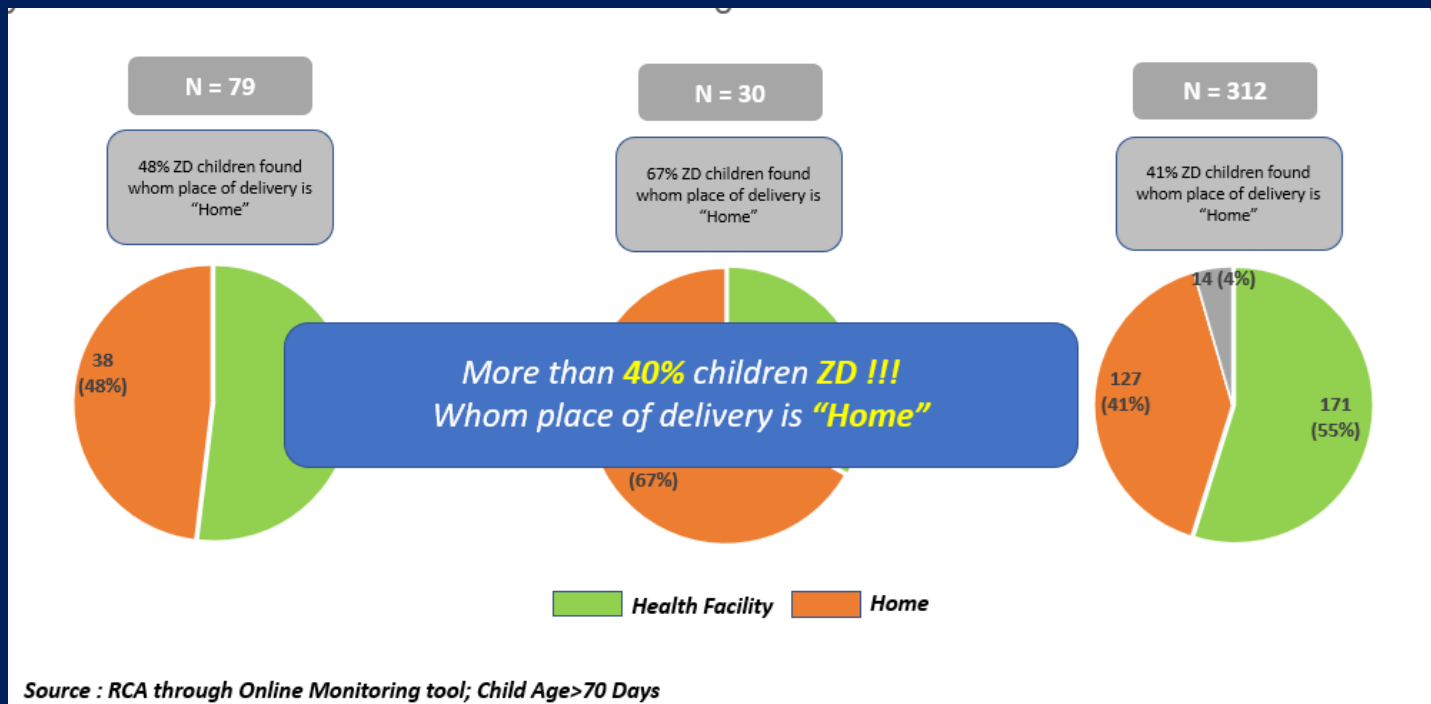 N = 79
N = 30
N = 312
48% ZD children found
whom place of delivery is
“Home”
67% ZD children found
whom place of delivery is
“Home”
41% ZD children found
whom place of delivery is
“Home”
38
(48%)
More than 40% children ZD !!!
Whom place of delivery is “Home”
(67%)
14 (4%)
127
(41%)
171
(55%)
Health Facility
Home
Source : RCA through Online Monitoring tool; Child Age>70 Days